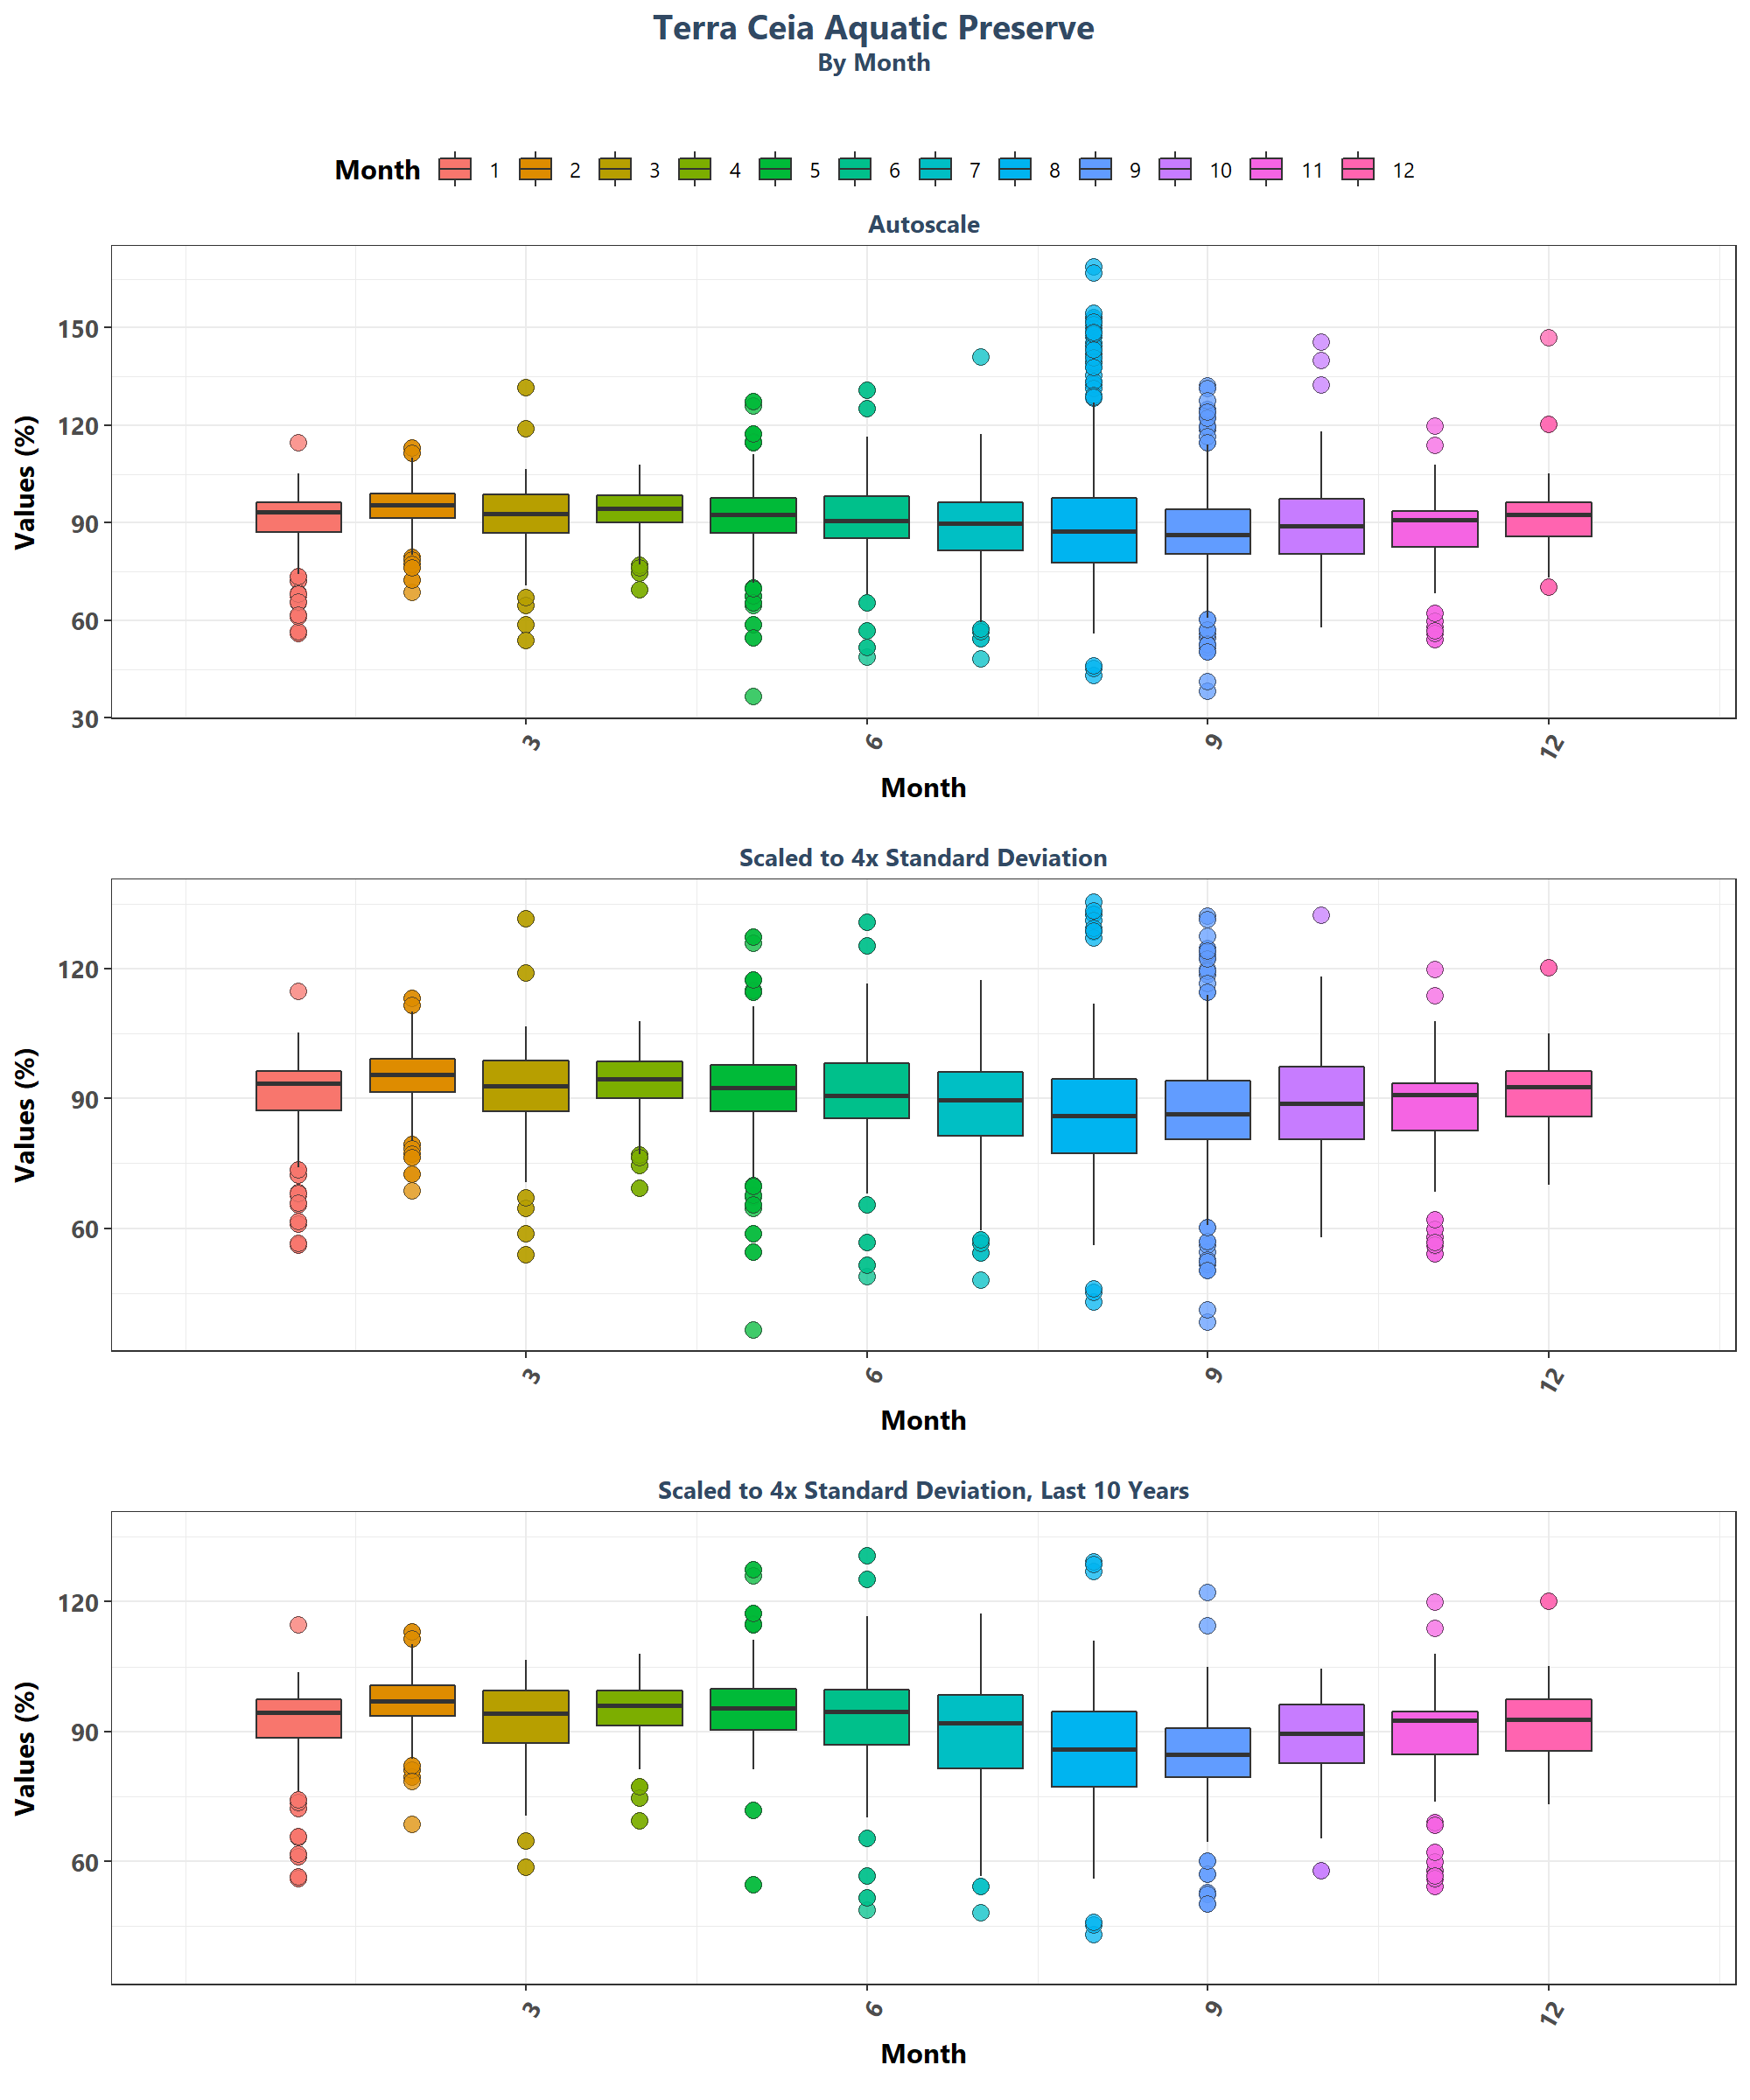 Terra Ceia Aquatic Preserve
By Month
Month 1 2 3 4 5 6 7 8 9 10 11 12
Autoscale
Values (%)
150
120
90
60
30
3 6 9 12
Month
Scaled to 4x Standard Deviation
Values (%)
120
90
60
3 6 9 12
Month
Scaled to 4x Standard Deviation, Last 10 Years
Values (%)
120
90
60
3 6 9 12
Month